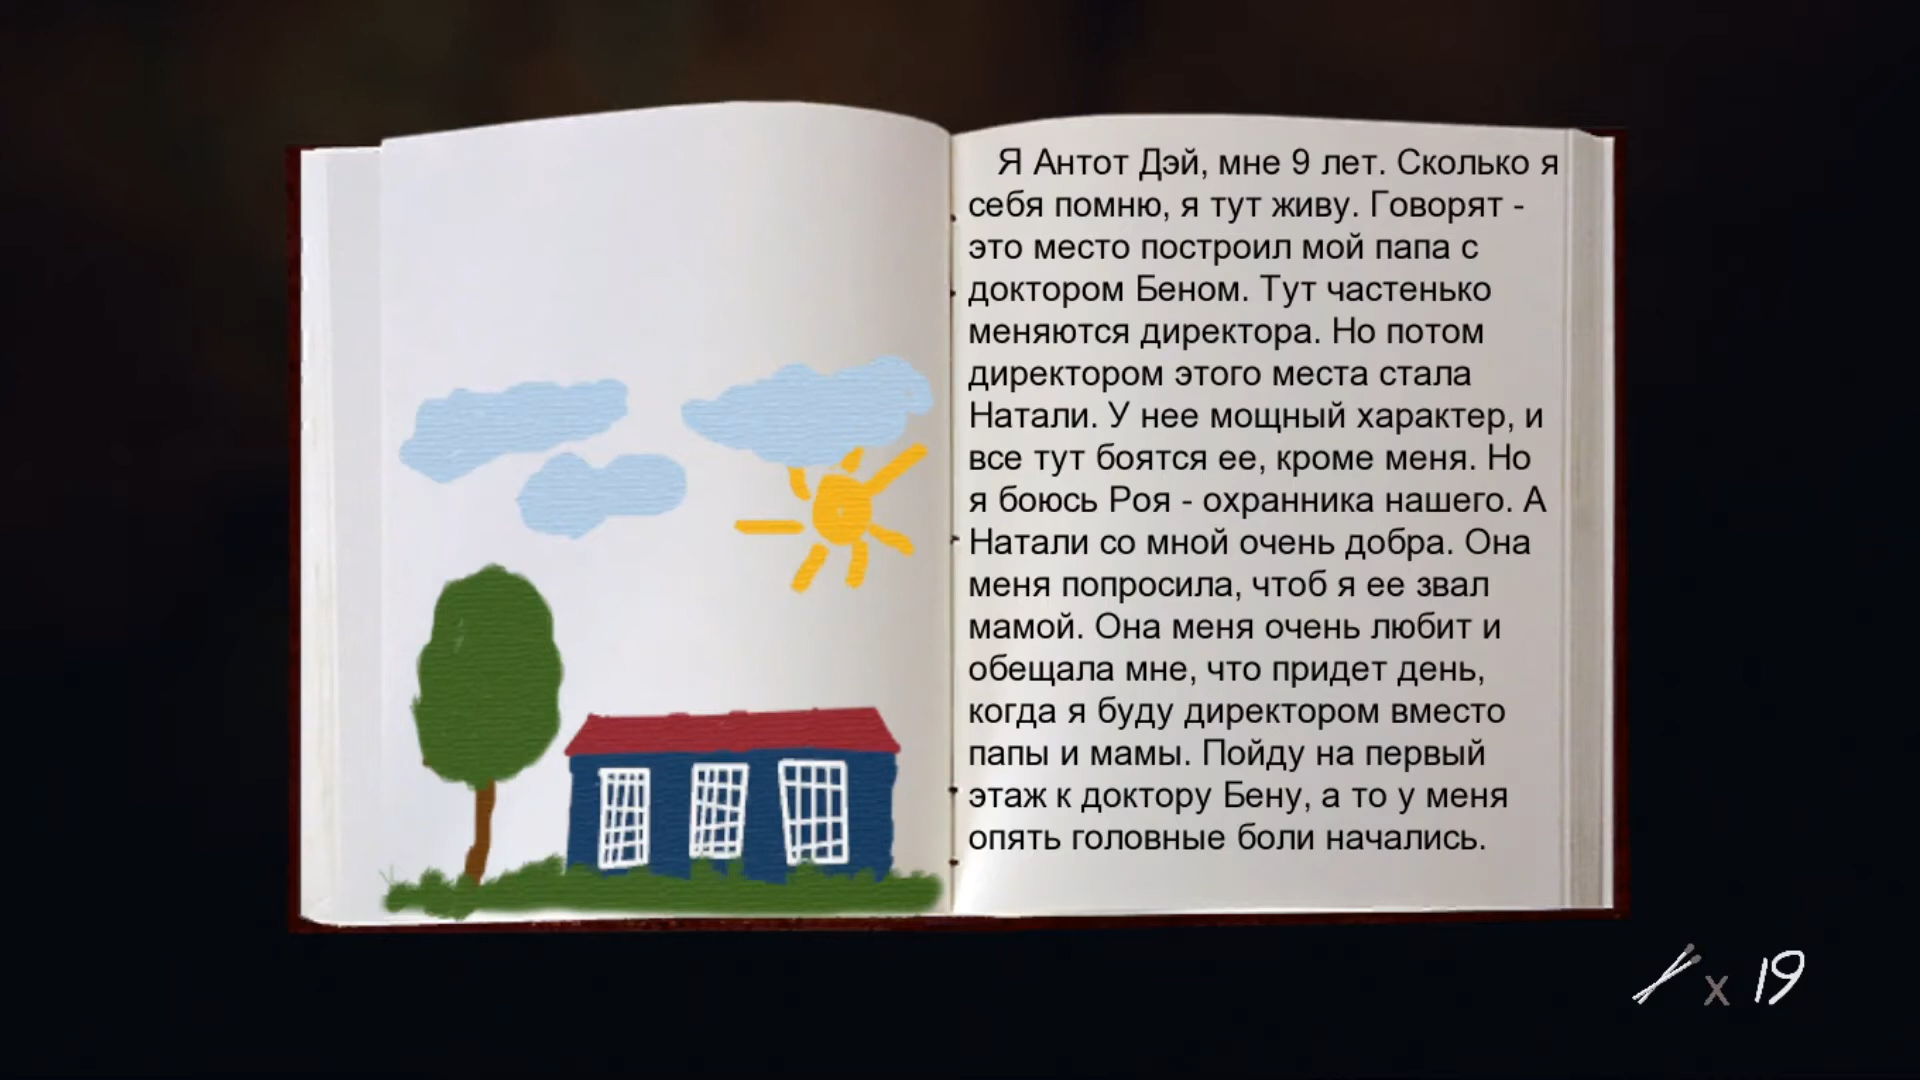 Я Антот Дэй, мне 9 лет. Сколько я
себя помню, я тут живу. Говорят -
это место построил мой папа с
доктором Беном. Тут частенько
меняются директора. Но потом
директором этого места стала
Натали. У нее мощный характер, и
все тут боятся ее, кроме меня. Но
я боюсь Роя - охранника нашего. А
Натали со мной очень добра. Она
меня попросила, чтоб я ее звал
мамой. Она меня очень любит и
обещала мне, что придет день,
когда я буду директором вместо
папы и мамы. Пойду на первый
этаж к доктору Бену, а то у меня
опять головные боли начались.
x 19